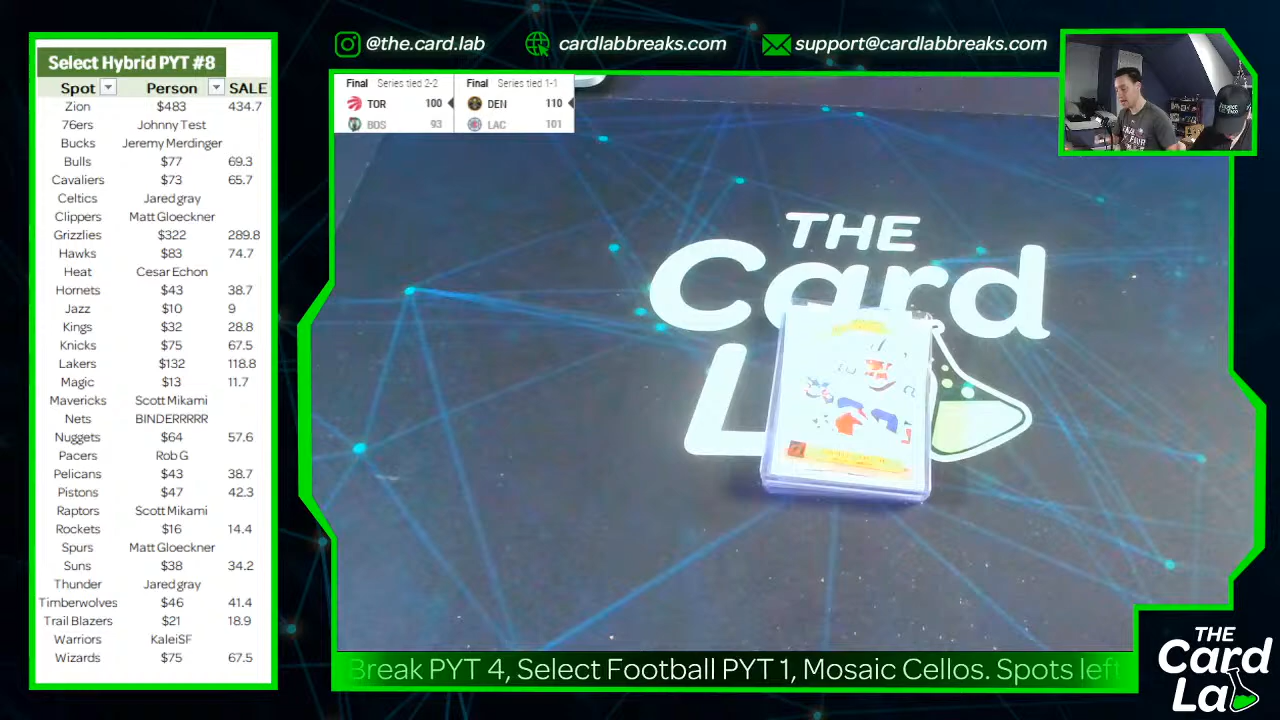 @the.card.lab
cardlabbreaks.com
support@cardlabbreaks.com
Select Hybrid PYT #8
Spot Person SALE
Zion $483 434.7
76ers Johnny Test
Bucks Jeremy Merdinger
Bulls $77 69.3
Cavaliers $73 65.7
Celtics Jared gray
Clippers Matt Gloeckner
Grizzlies $322 289.8
Hawks $83 74.7
Heat Cesar Echon
Hornets $43 38.7
Jazz $10 9
Kings $32 28.8
Knicks $75 67.5
Lakers $132 118.8
Magic $13 11.7
Mavericks Scott Mikami
Nets BINDERRRRR
Nuggets $64 57.6
Pacers Rob G
Pelicans $43 38.7
Pistons $47 42.3
Raptors Scott Mikami
Rockets $16 14.4
Spurs Matt Gloeckner
Suns $38 34.2
Thunder Jared gray
Timberwolves $46 41.4
Trail Blazers $21 18.9
Warriors KaleiSF
Wizards $75 67.5
Final Series tied 2-2
TOR 100
BOS 93
Final Series tied 1-1
DEN 110
LAC 101
THE
Card
L
Break PYT 4, Select Football PYT 1, Mosaic Cellos. Spots left
THE
Card
La